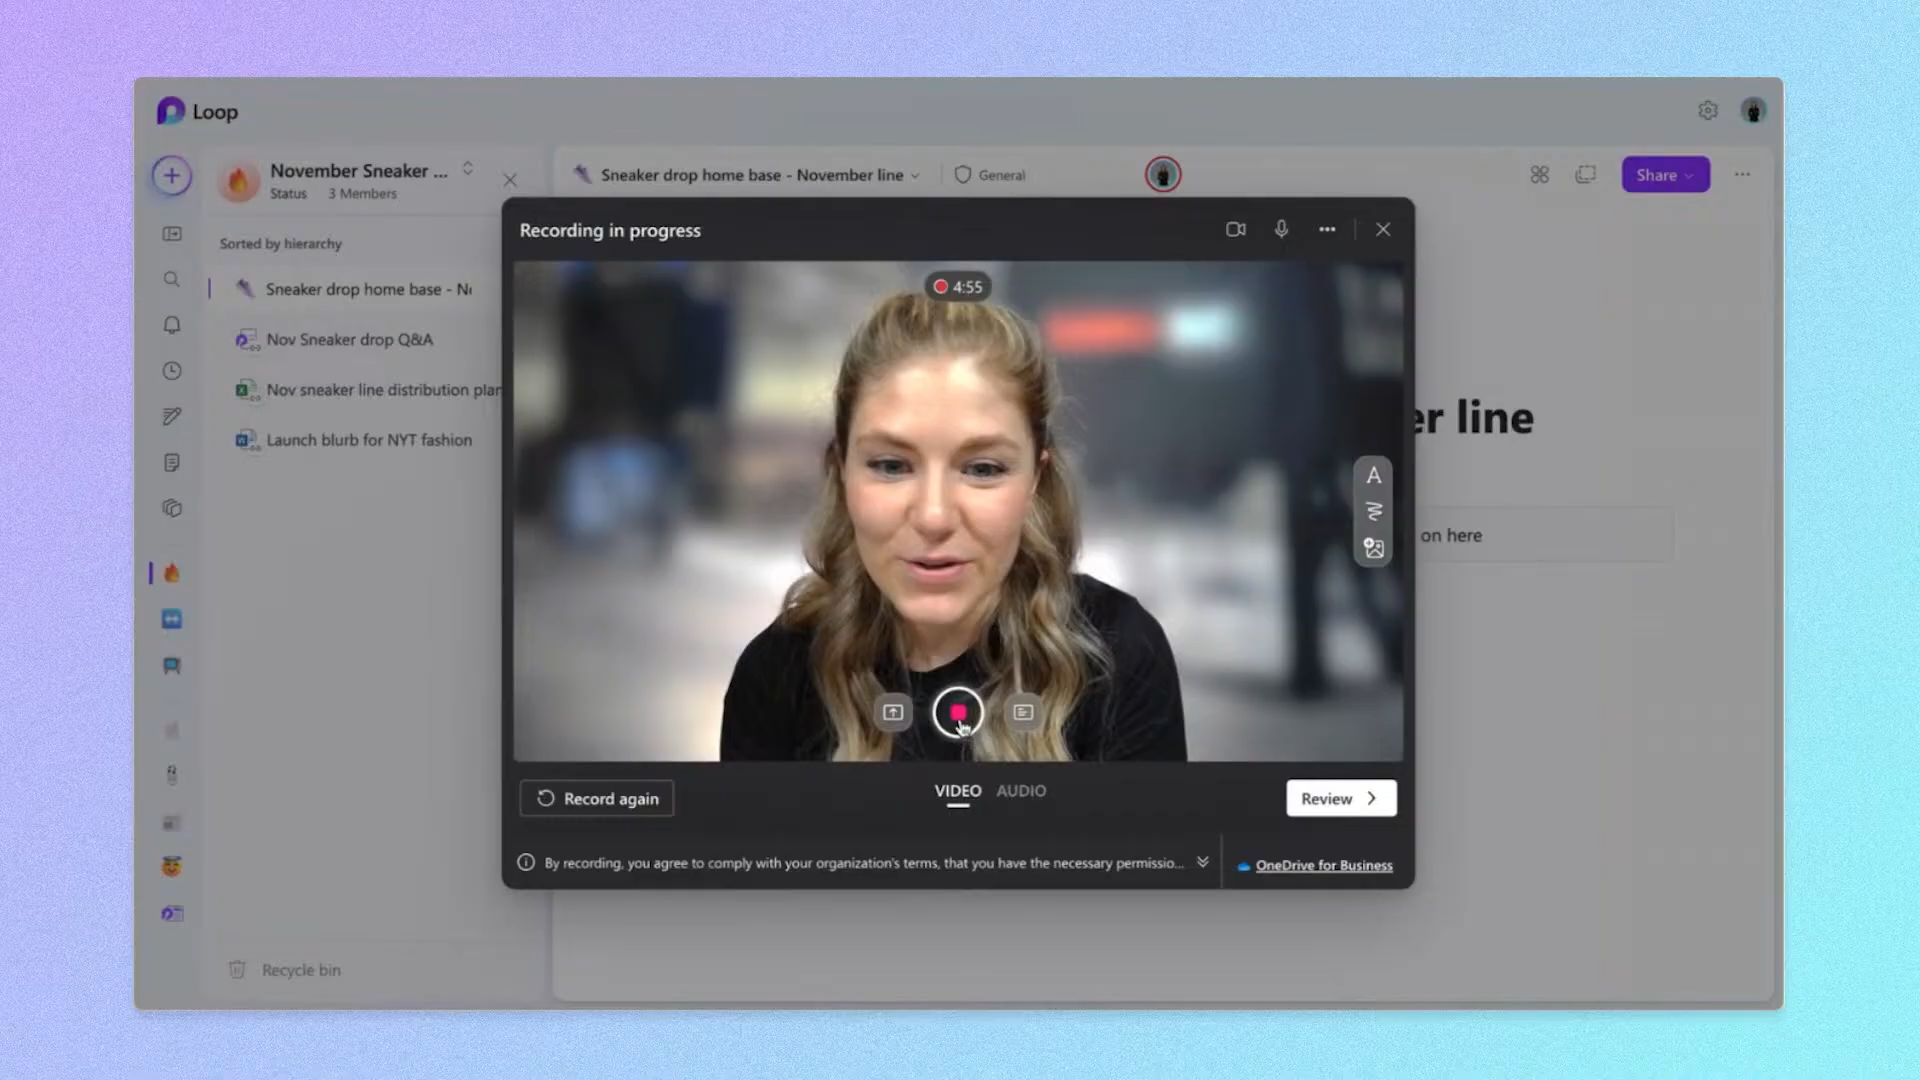 Loop
November Sneaker ...
Status 3 Members
Sorted by hierarchy
Sneaker drop home base - No
Nov Sneaker drop Q&A
Nov sneaker line distribution plan
Launch blurb for NYT fashion
Recycle bin
Sneaker drop home base - November line
General
Share
er line
on here
Recording in progress
4:55
A
Record again
VIDEO AUDIO
Review
By recording, you agree to comply with your organization's terms, that you have the necessary permissio...
OneDrive for Business